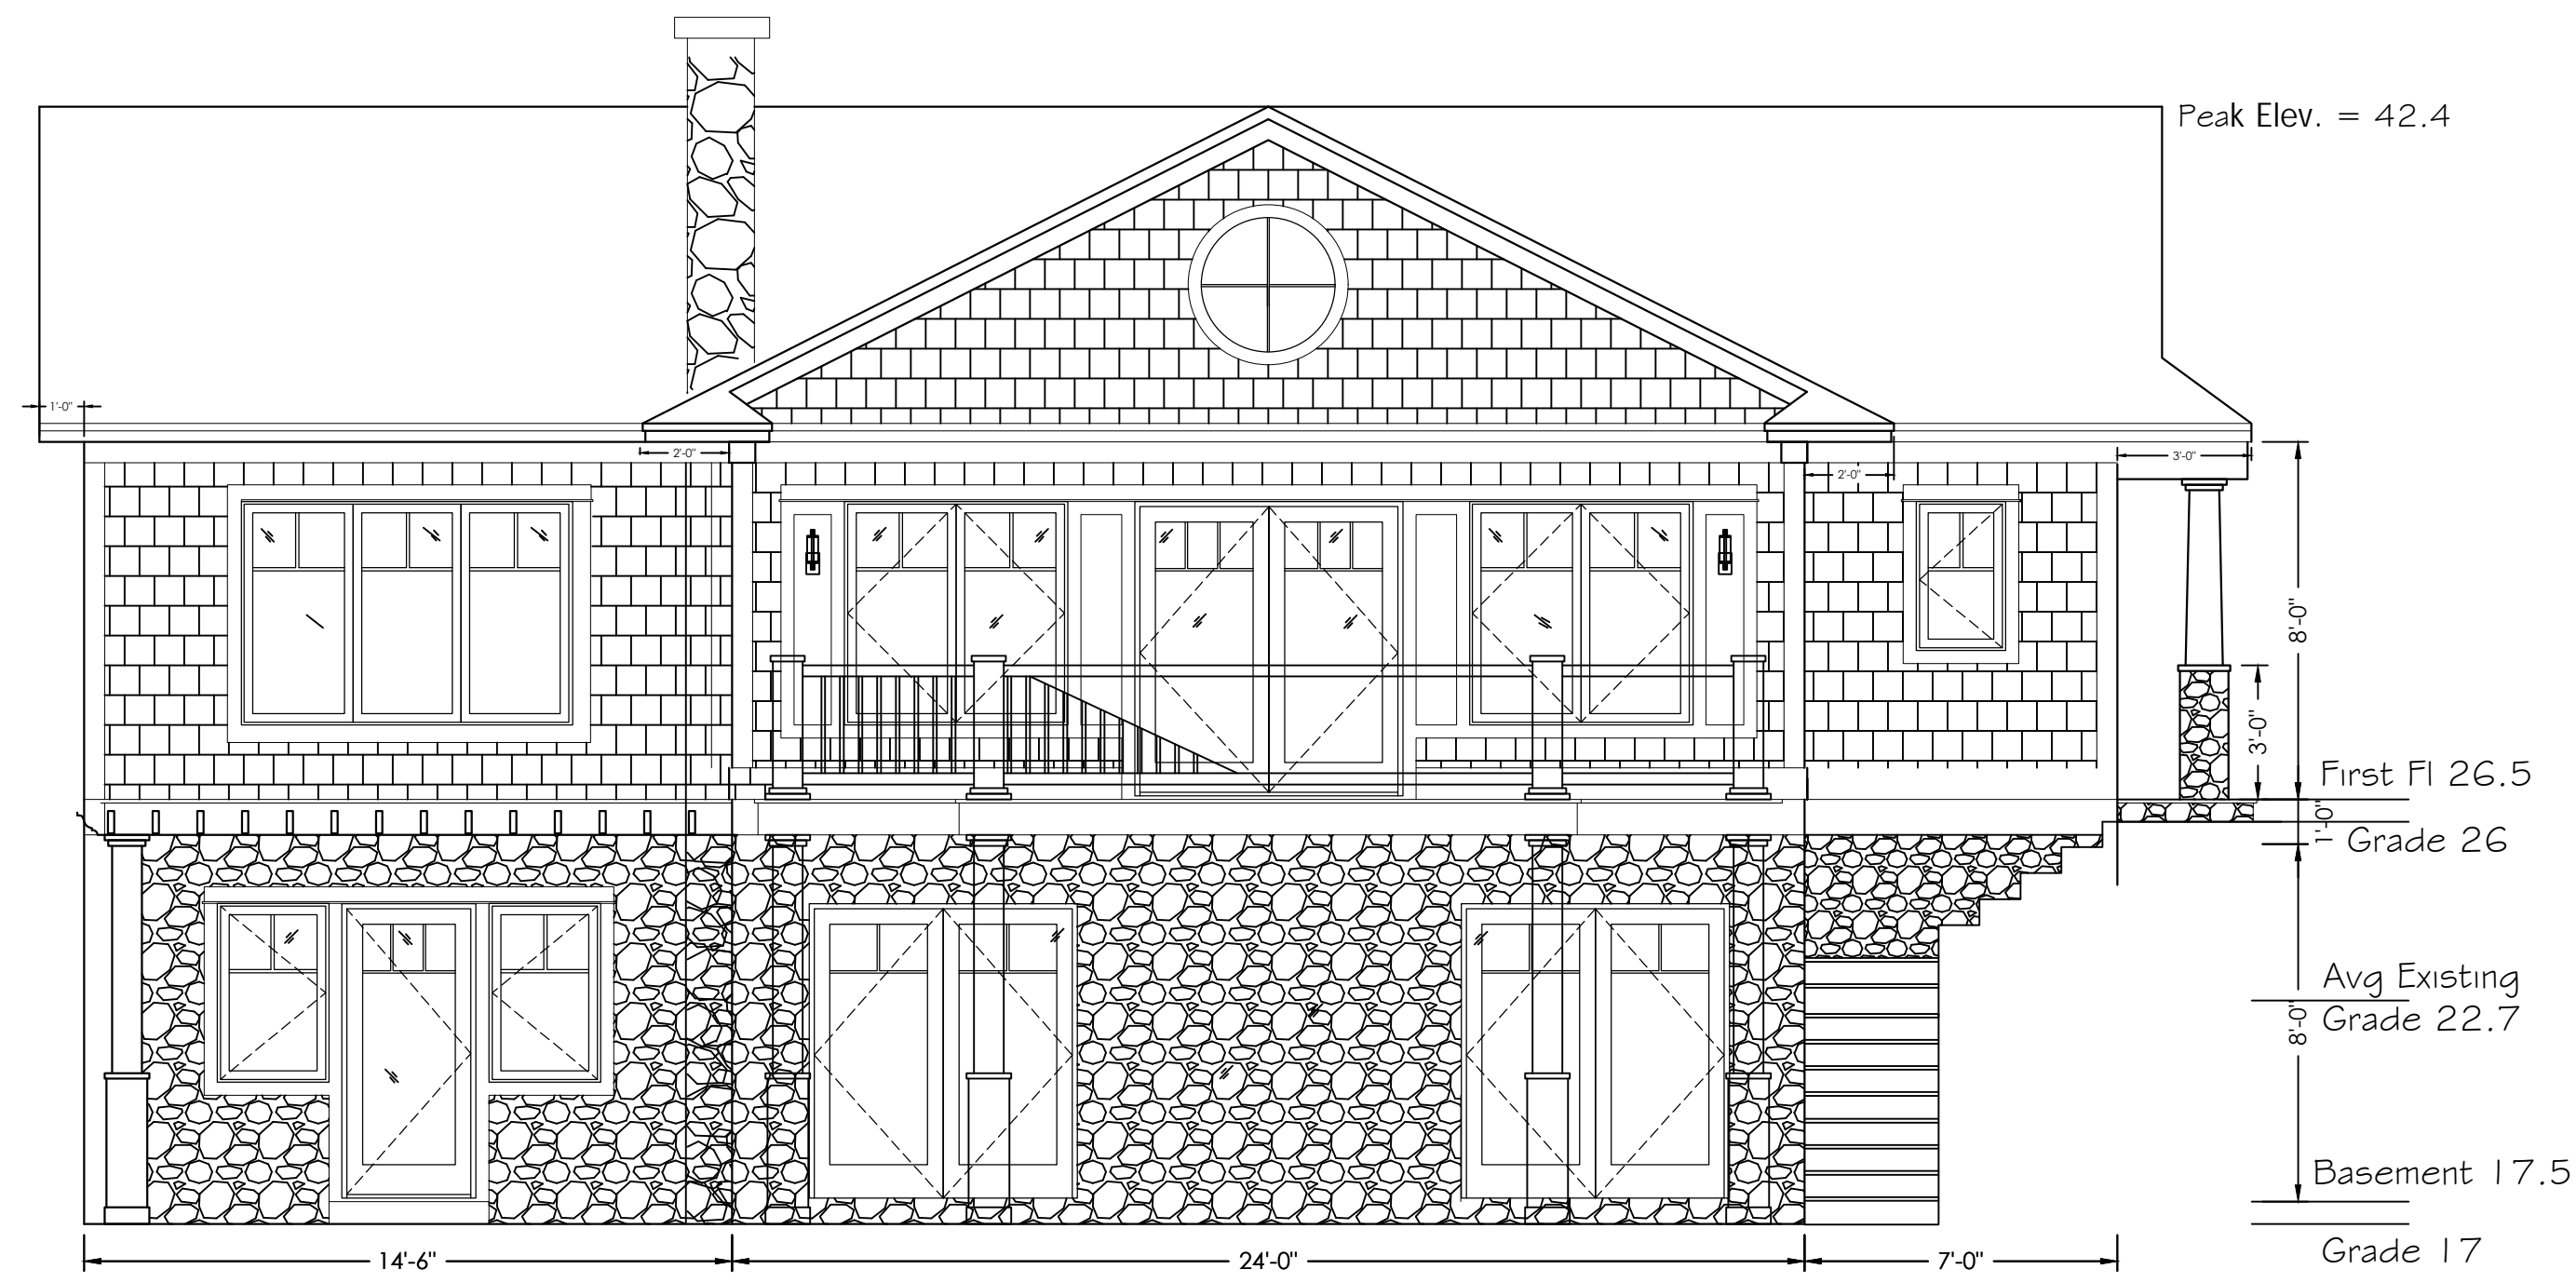 Peak Elev. = 42.4
1'-0"
2'-0"
2'-0"
3'-0"
8'-0"
3'-0"
First Fl 26.5
1'-0"
Grade 26
Avg Existing
Grade 22.7
8'-0"
Basement 17.5
Grade 17
14'-6"
24'-0"
7'-0"